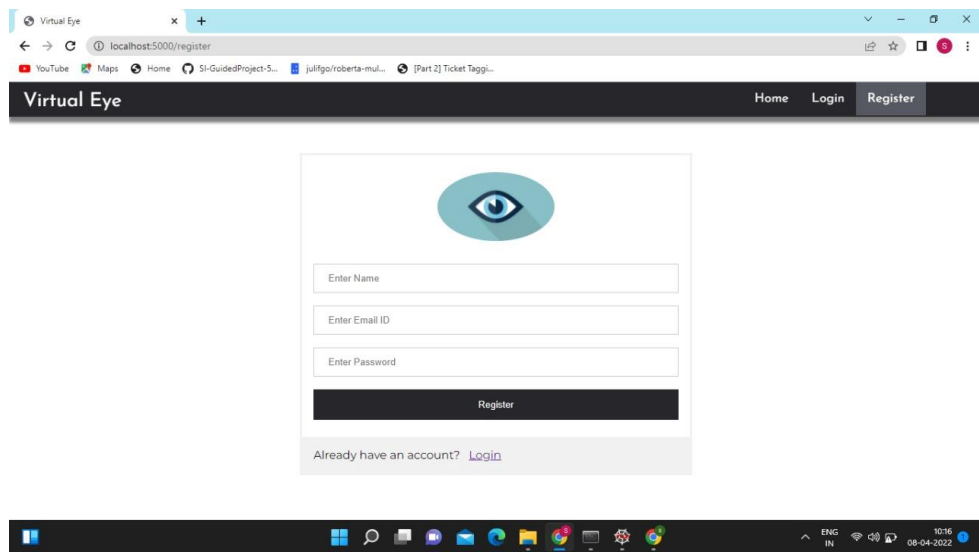 Virtual Eye
localhost:5000/register
S
YouTube Maps Home SI-GuidedProject-5... julifgo/roberta-mul... [Part 2] Ticket Taggi...
Virtual Eye Home Login Register
Enter Name
Enter Email ID
Enter Password
Register
Already have an account? Login
ENG 10:16
IN 08-04-2022 1